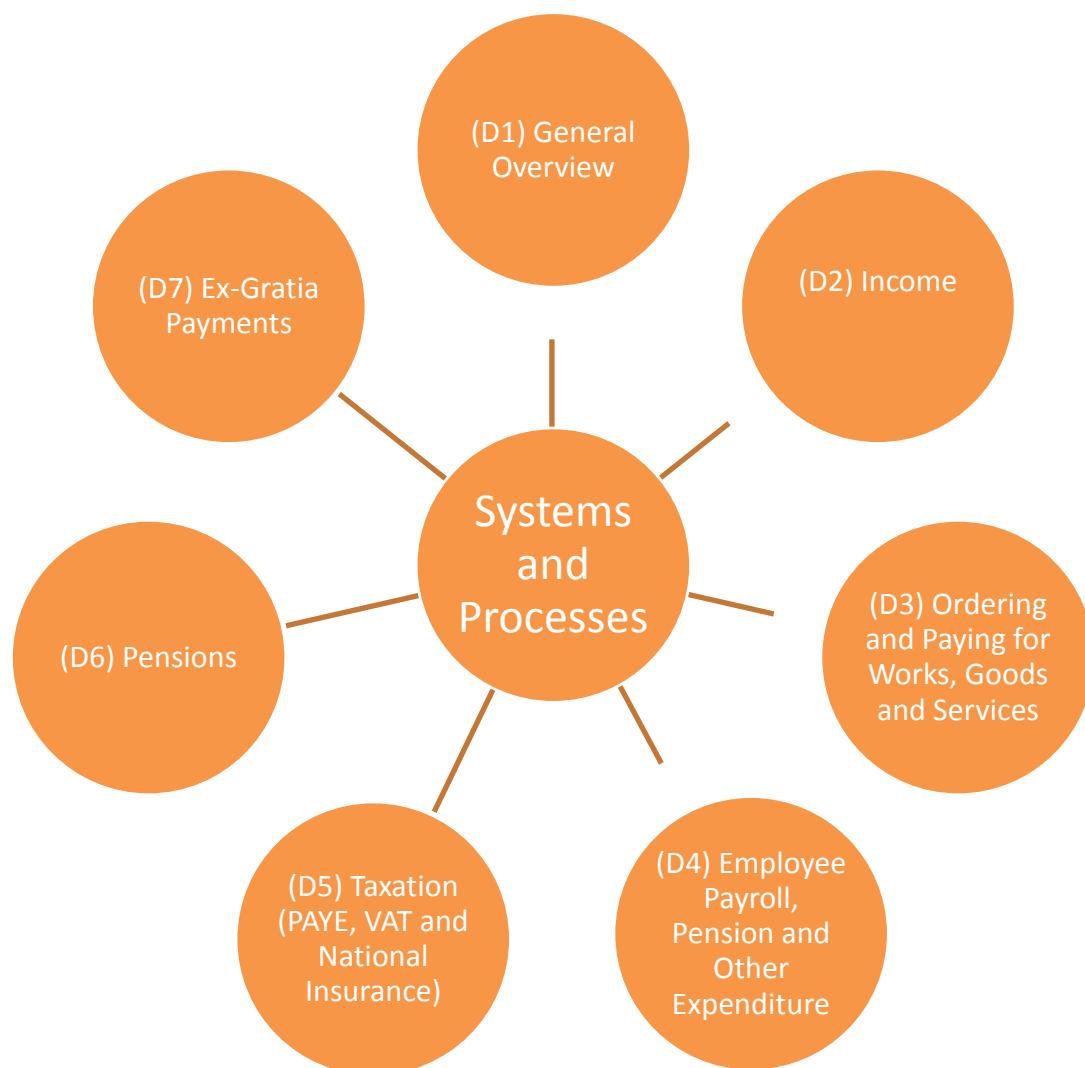 (D1) General
Overview
(D2) Income
(D3) Ordering
and Paying for
Works, Goods
and Services
(D4) Employee
Payroll,
Pension and
Other
Expenditure
(D5) Taxation
(PAYE, VAT and
National
Insurance)
(D6) Pensions
(D7) Ex-Gratia
Payments
Systems
and
Processes